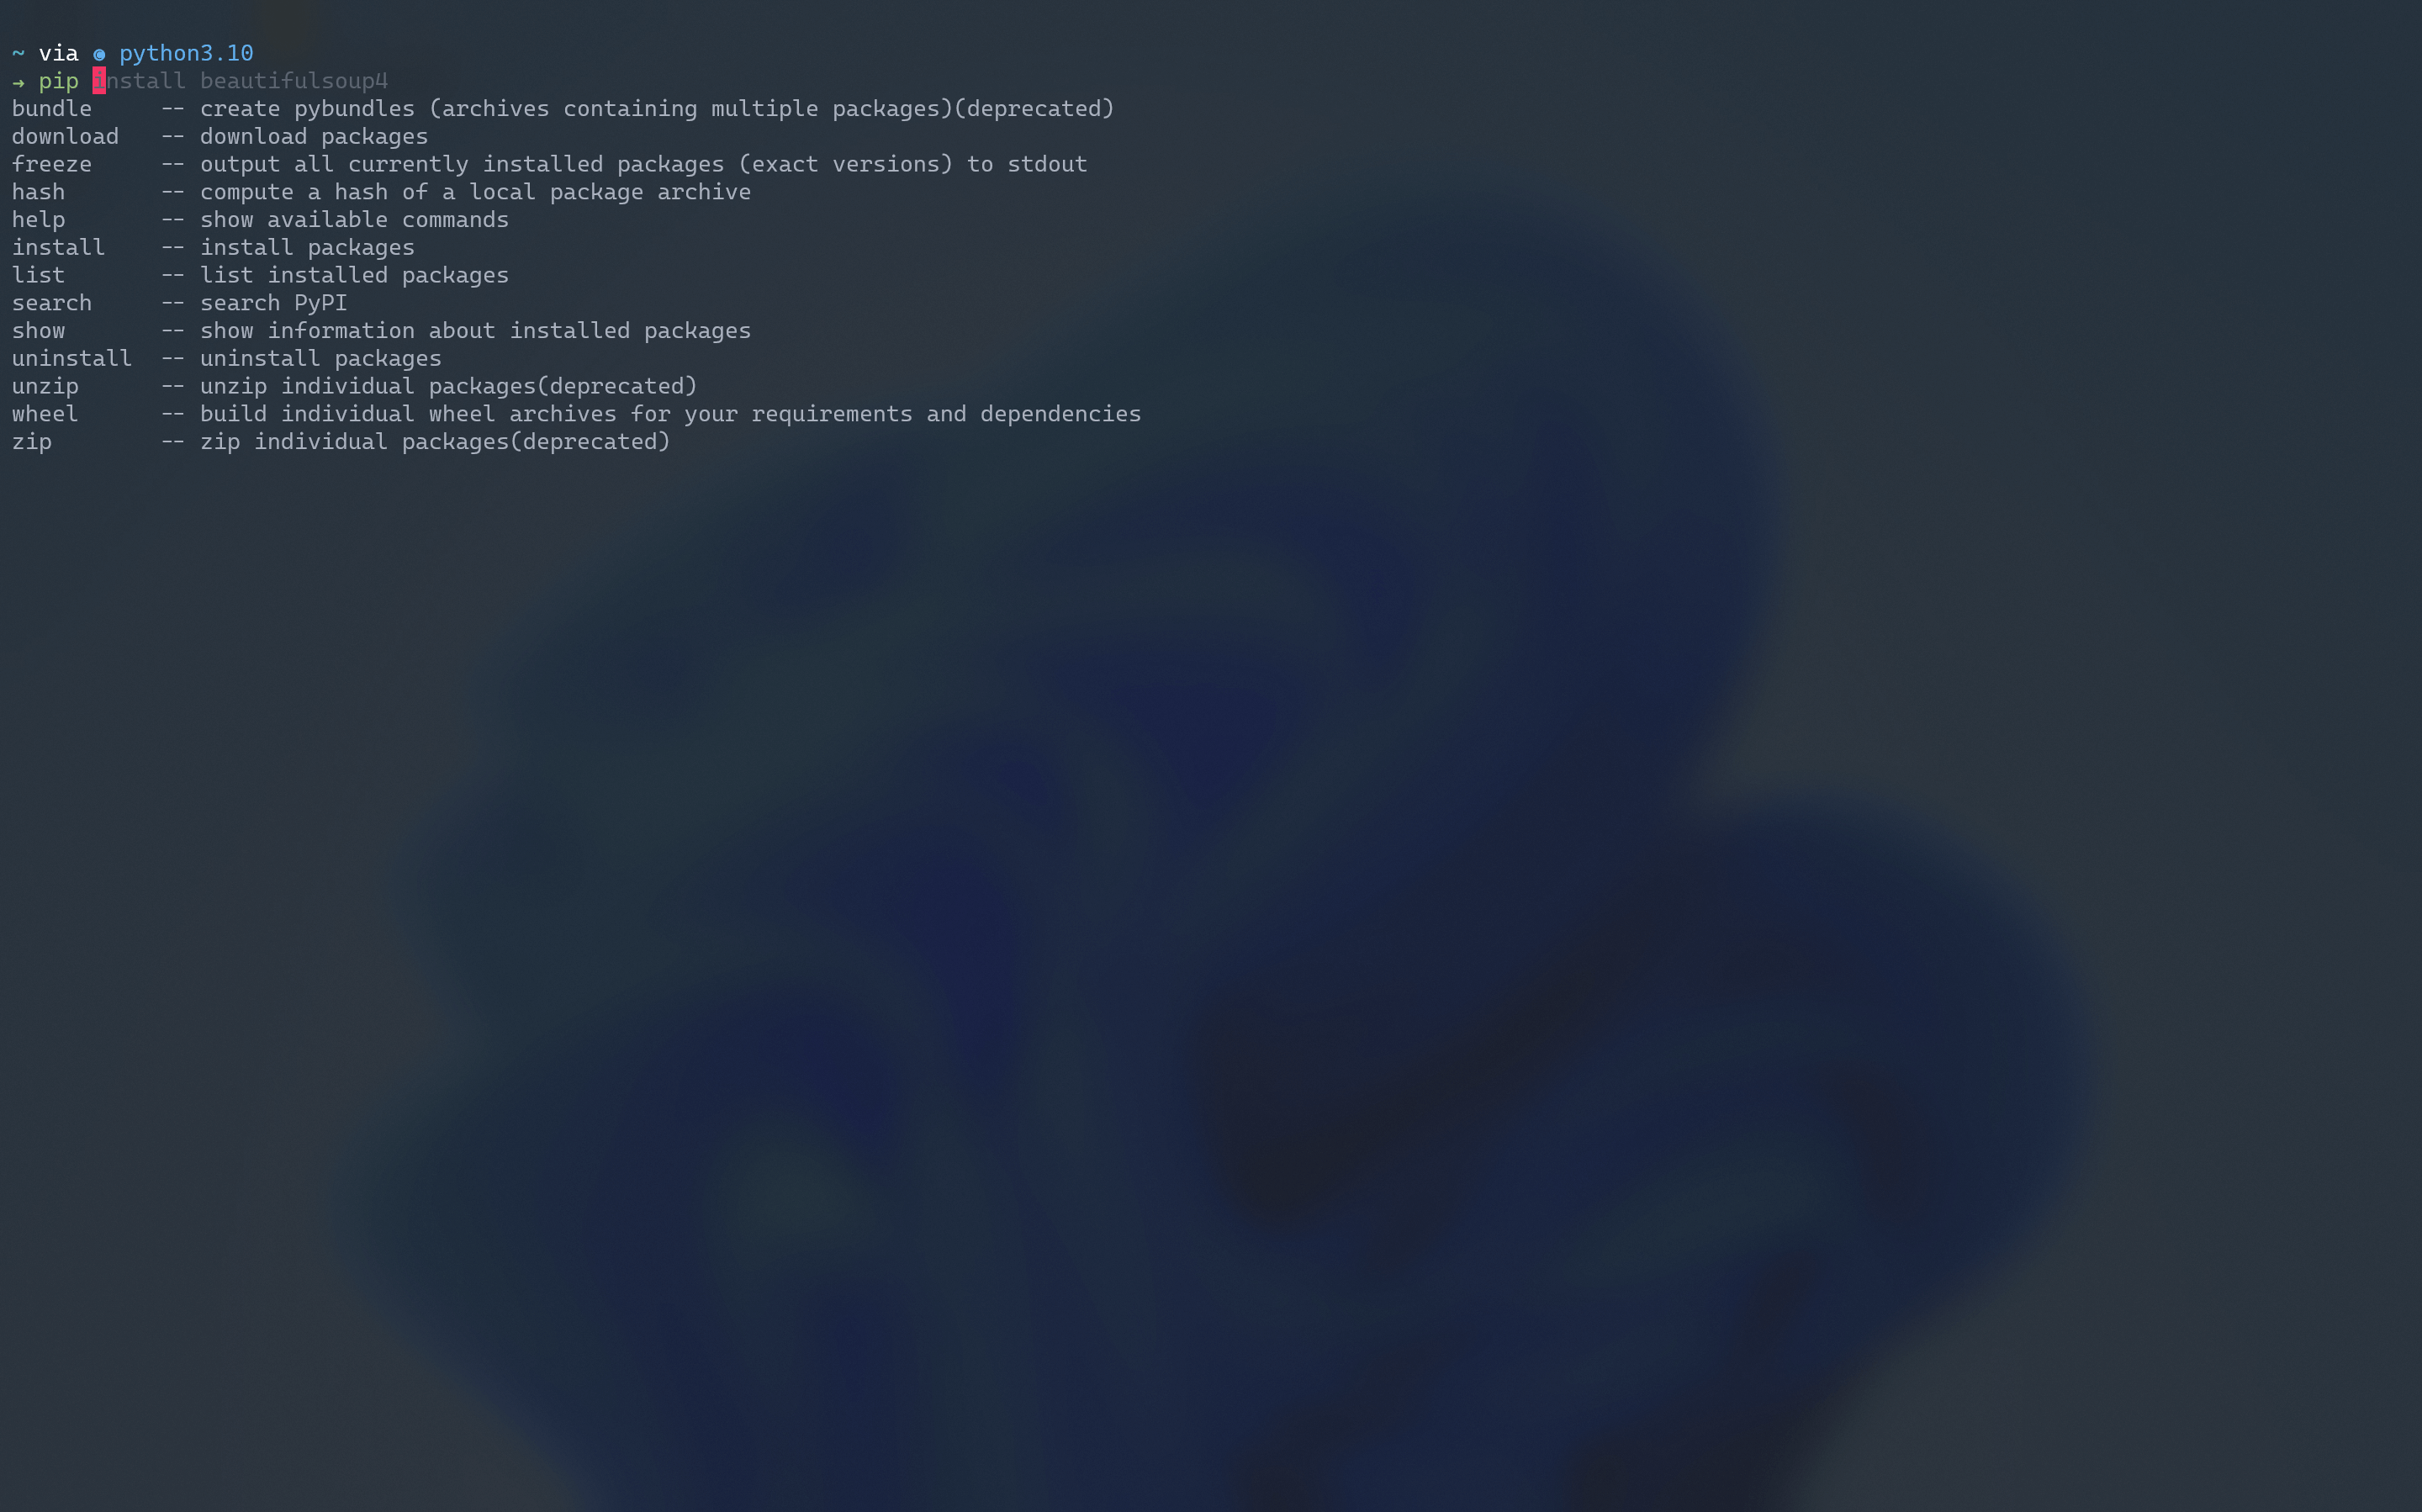 ~ via python3.10
→ pip install beautifulsoup4
bundle     -- create pybundles (archives containing multiple packages)(deprecated)
download   -- download packages
freeze     -- output all currently installed packages (exact versions) to stdout
hash       -- compute a hash of a local package archive
help       -- show available commands
install    -- install packages
list       -- list installed packages
search     -- search PyPI
show       -- show information about installed packages
uninstall  -- uninstall packages
unzip      -- unzip individual packages(deprecated)
wheel      -- build individual wheel archives for your requirements and dependencies
zip        -- zip individual packages(deprecated)